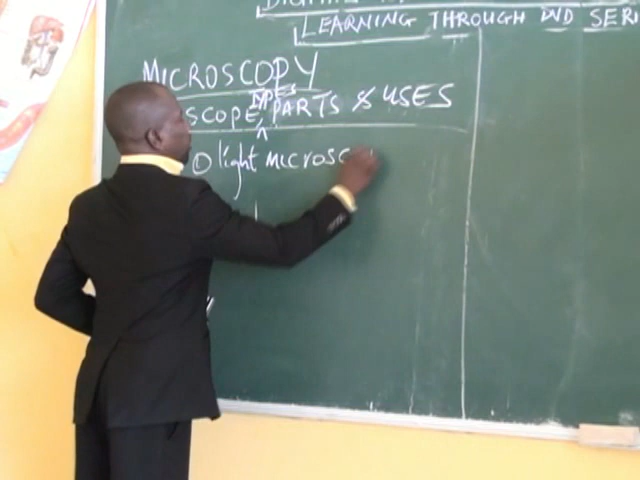 LEARNING THROUGH DVD SERI
MICROSCOPY
TYPES
SCOPE, PARTS & USES
① light MICROSC